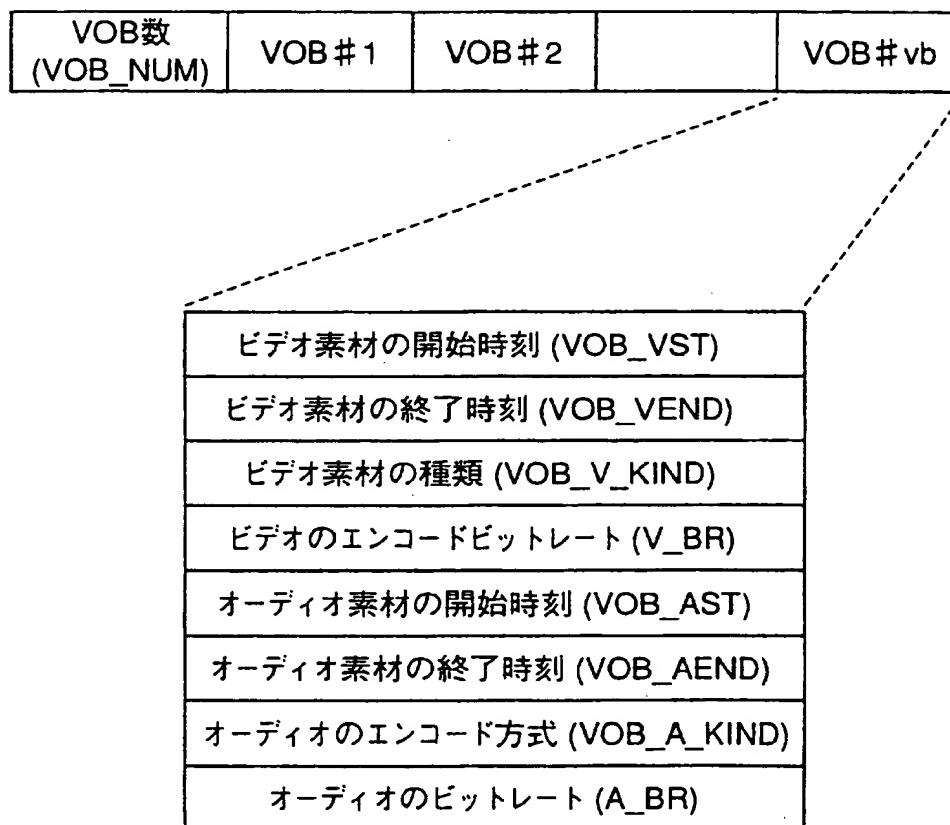 VOB数
(VOB_NUM)
VOB＃1
VOB＃2
VOB＃vb
ビデオ素材の開始時刻 (VOB_VST)
ビデオ素材の終了時刻 (VOB_VEND)
ビデオ素材の種類 (VOB_V_KIND)
ビデオのエンコードビットレート (V_BR)
オーディオ素材の開始時刻 (VOB_AST)
オーディオ素材の終了時刻 (VOB_AEND)
オーディオのエンコード方式 (VOB_A_KIND)
オーディオのビットレート (A_BR)